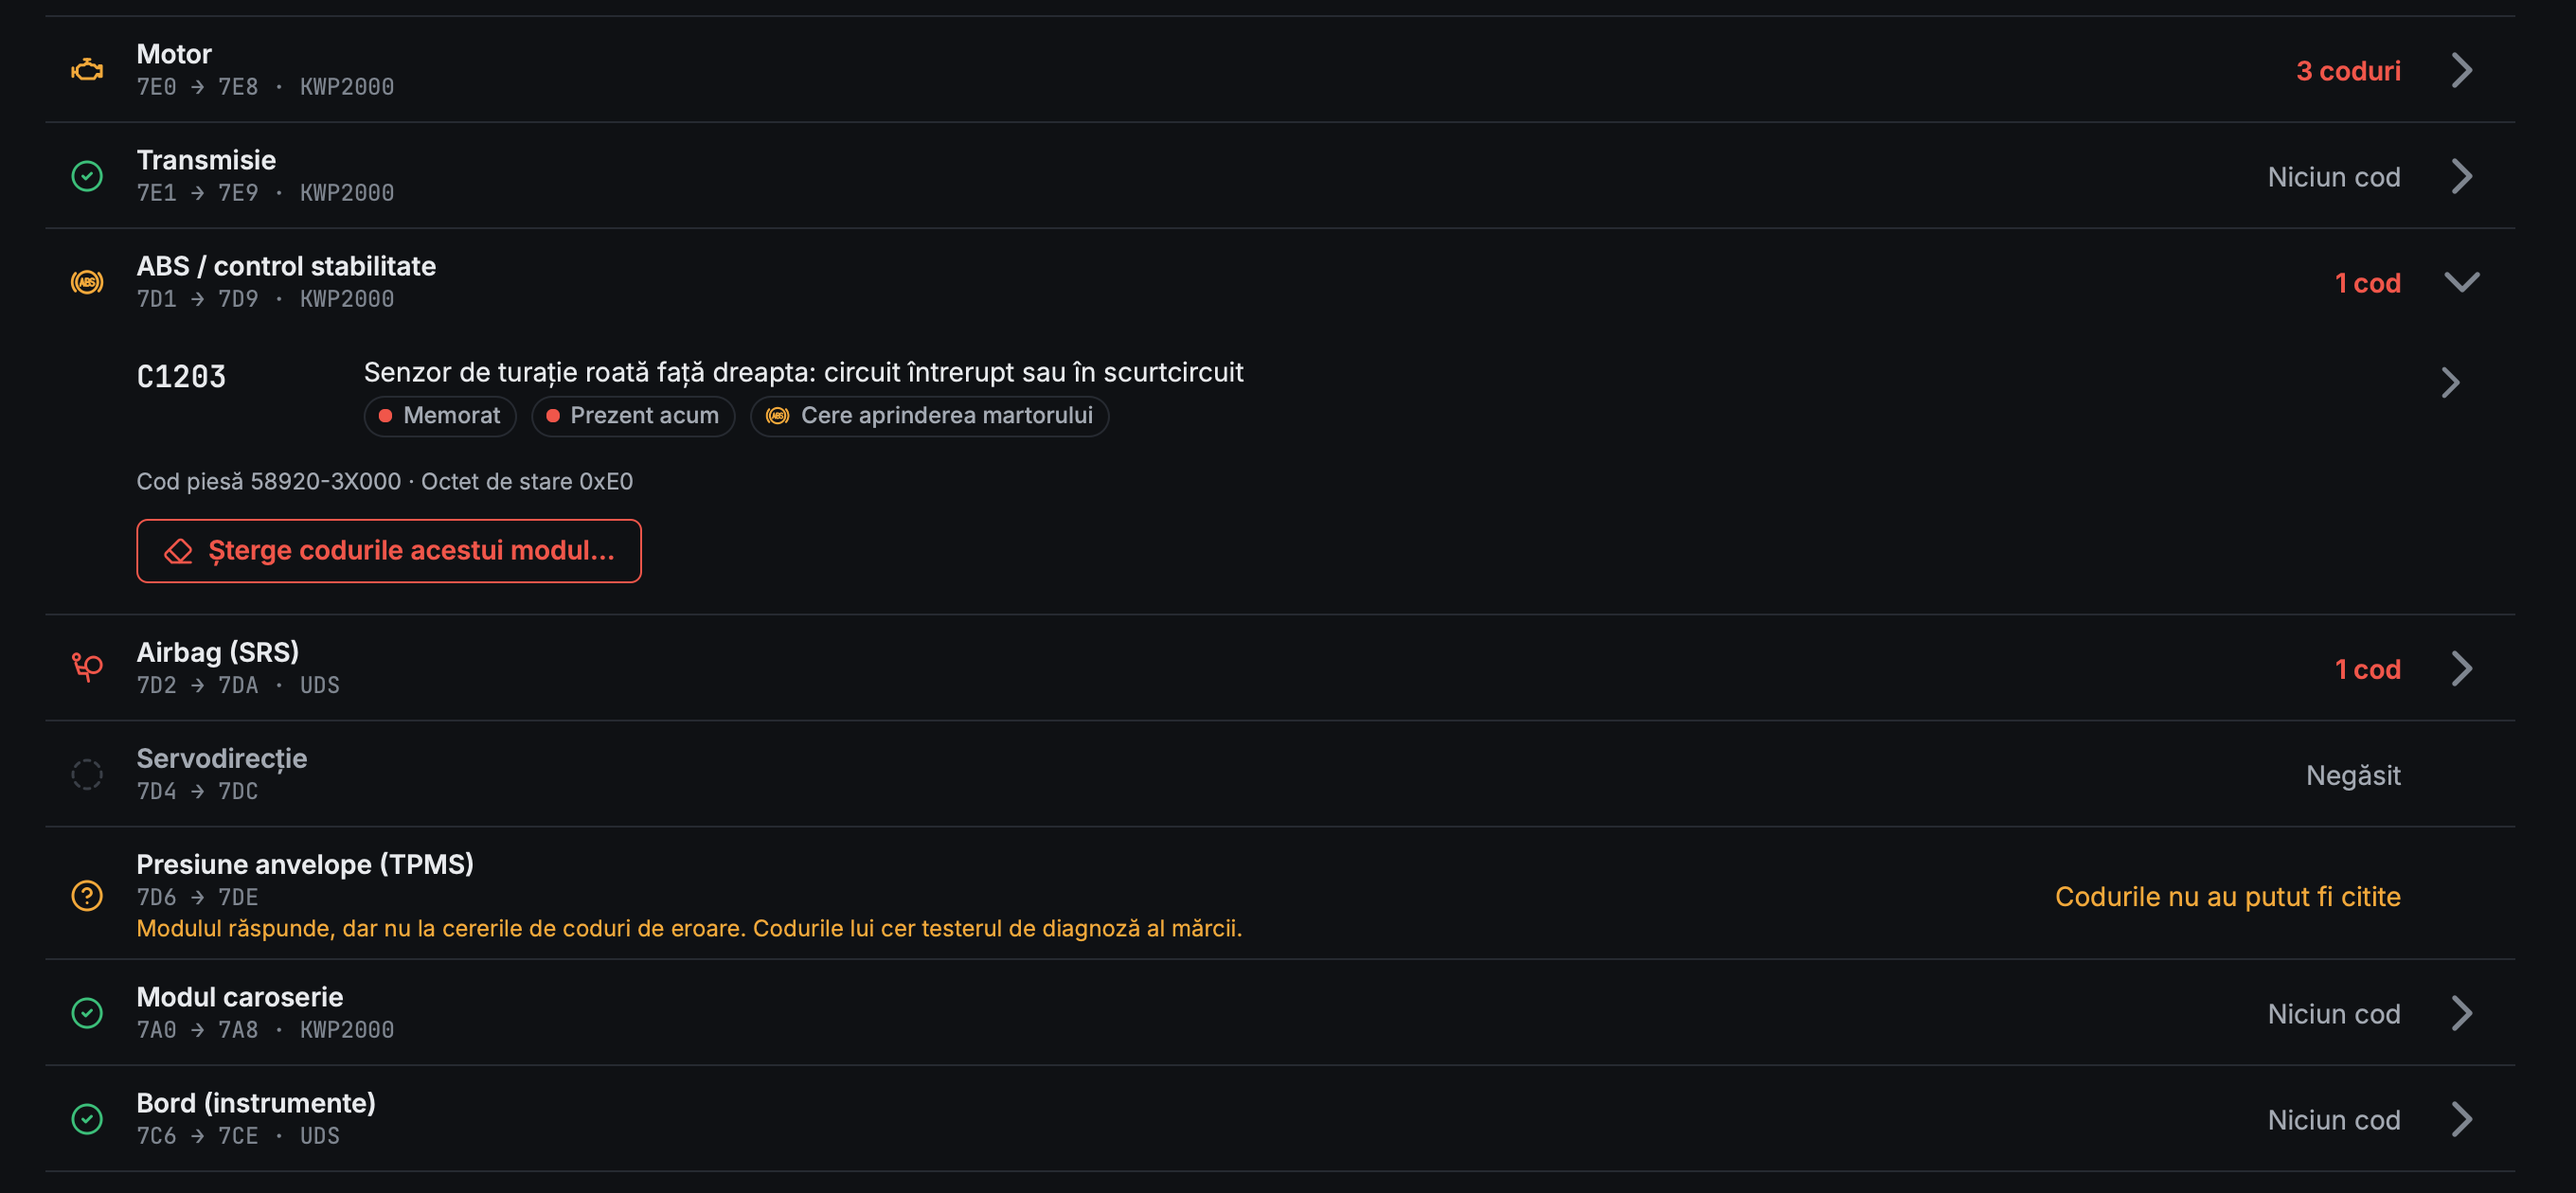 Motor
7E0 → 7E8 · KWP2000
3 coduri
Transmisie
7E1 → 7E9 · KWP2000
Niciun cod
ABS / control stabilitate
7D1 → 7D9 · KWP2000
1 cod
C1203
Senzor de turație roată față dreapta: circuit întrerupt sau în scurtcircuit
Memorat
Prezent acum
ABS Cere aprinderea martorului
Cod piesă 58920-3X000 · Octet de stare 0xE0
Șterge codurile acestui modul...
Airbag (SRS)
7D2 → 7DA · UDS
1 cod
Servodirecție
7D4 → 7DC
Negăsit
Presiune anvelope (TPMS)
7D6 → 7DE
Modulul răspunde, dar nu la cererile de coduri de eroare. Codurile lui cer testerul de diagnoză al mărcii.
Codurile nu au putut fi citite
Modul caroserie
7A0 → 7A8 · KWP2000
Niciun cod
Bord (instrumente)
7C6 → 7CE · UDS
Niciun cod